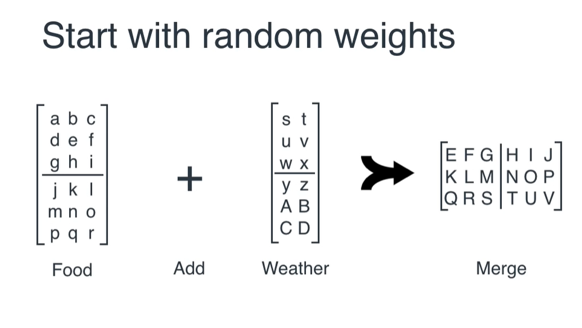 Start with random weights
a b c
d e f
g h i
j k l
m n o
p q r
+
s t
u v
w x
y z
A B
C D
E F G H I J
K L M N O P
Q R S T U V
Food
Add
Weather
Merge